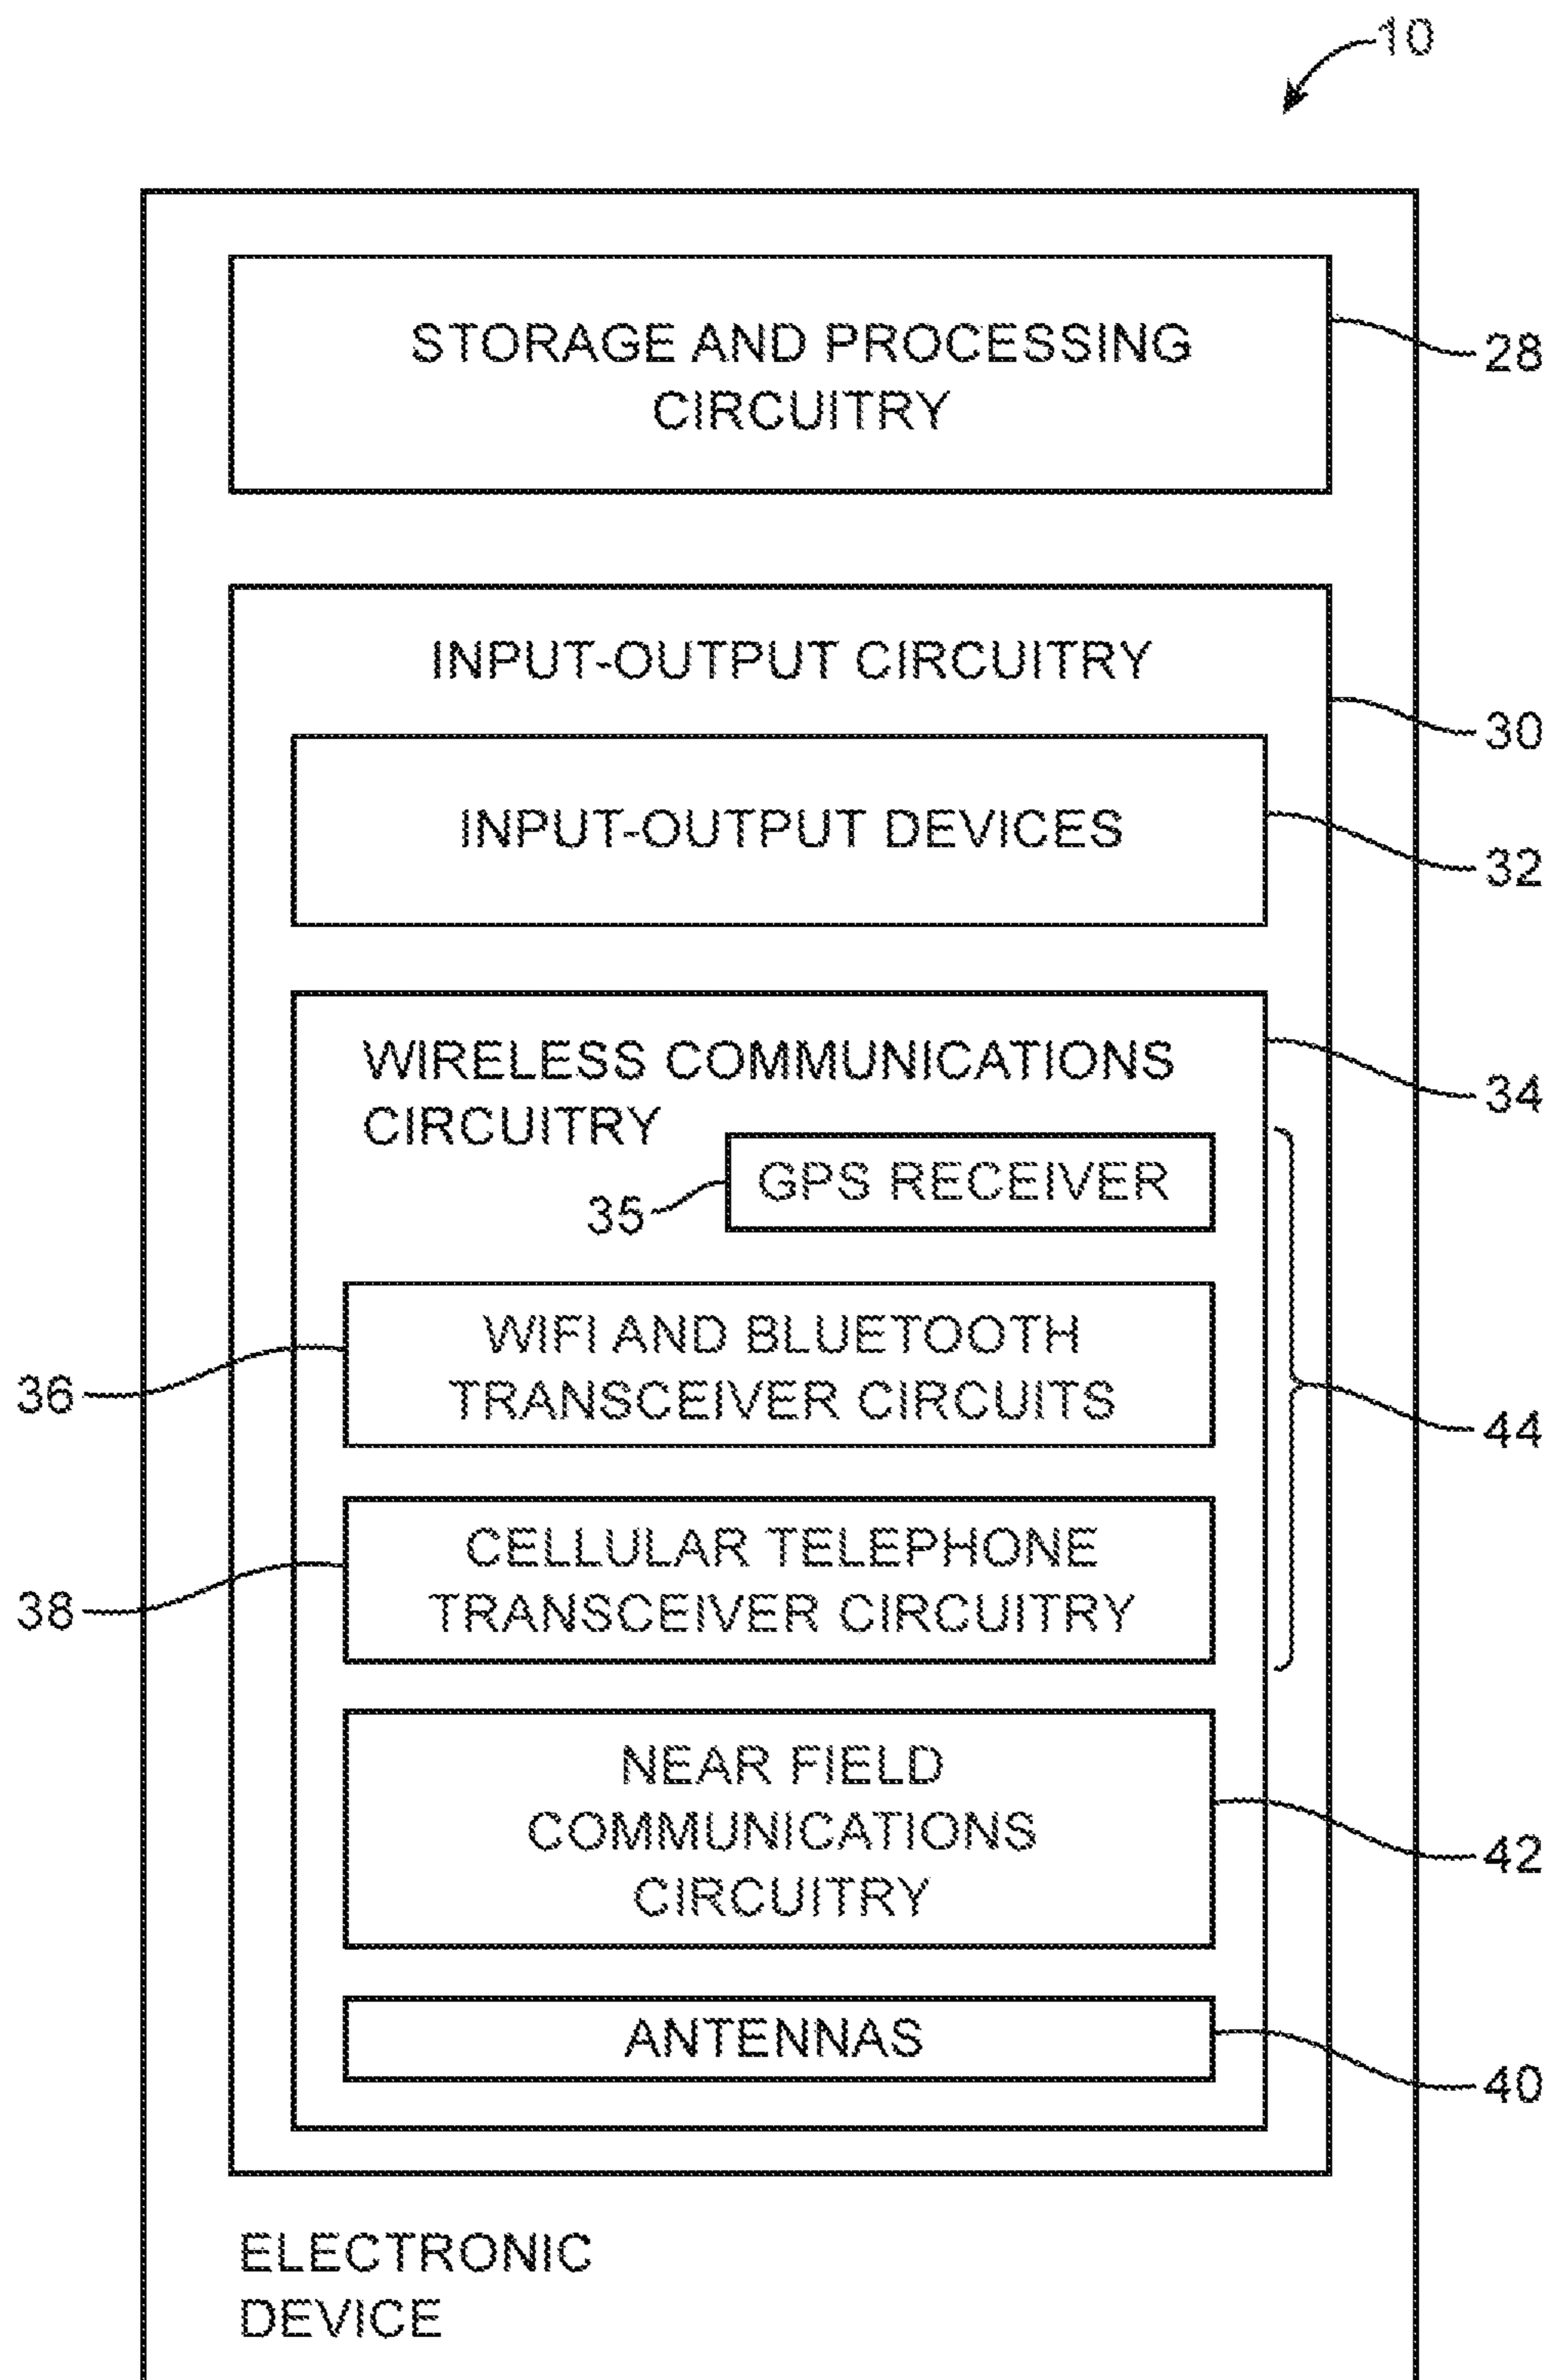 10
STORAGE AND PROCESSING
CIRCUITRY
28
INPUT-OUTPUT CIRCUITRY
30
INPUT-OUTPUT DEVICES
32
WIRELESS COMMUNICATIONS
CIRCUITRY
34
GPS RECEIVER
35
WIFI AND BLUETOOTH
TRANSCEIVER CIRCUITS
36
44
CELLULAR TELEPHONE
TRANSCEIVER CIRCUITRY
38
NEAR FIELD
COMMUNICATIONS
CIRCUITRY
42
ANTENNAS
40
ELECTRONIC
DEVICE